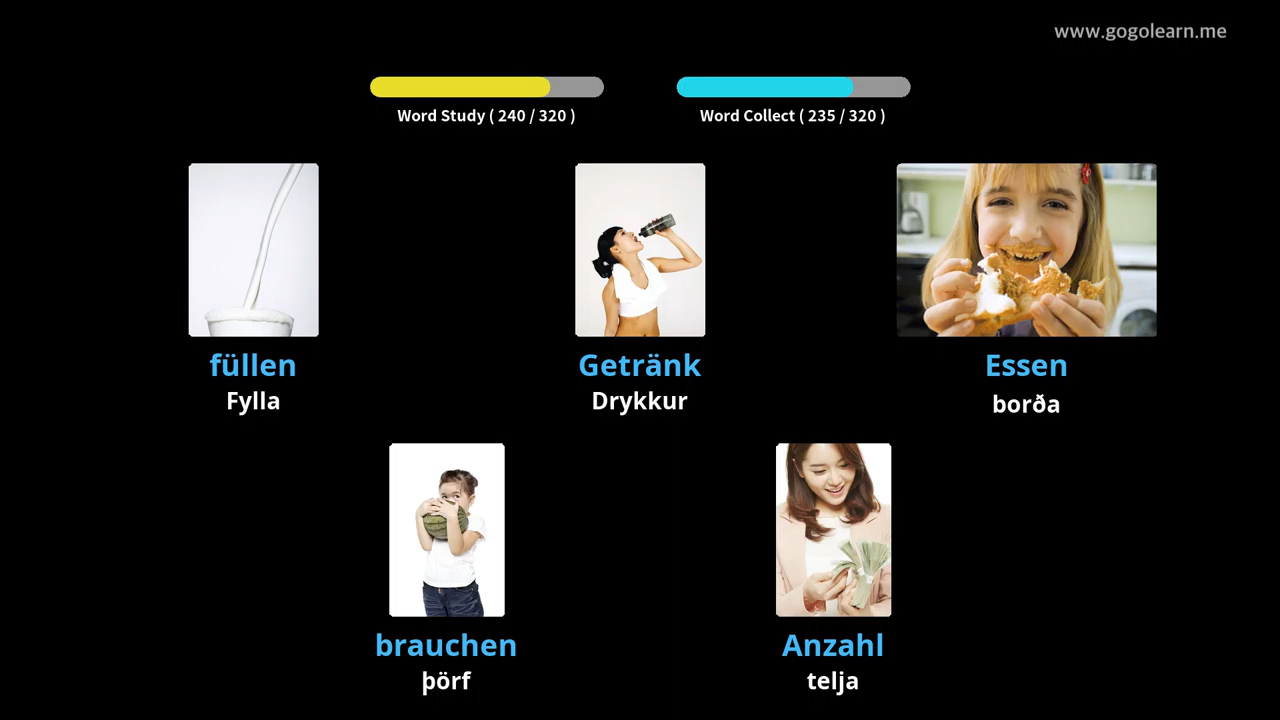 www.gogolearn.me
Word Study ( 240 / 320 )
Word Collect ( 235 / 320 )
füllen
Fylla
Getränk
Drykkur
Essen
borða
brauchen
þörf
Anzahl
telja